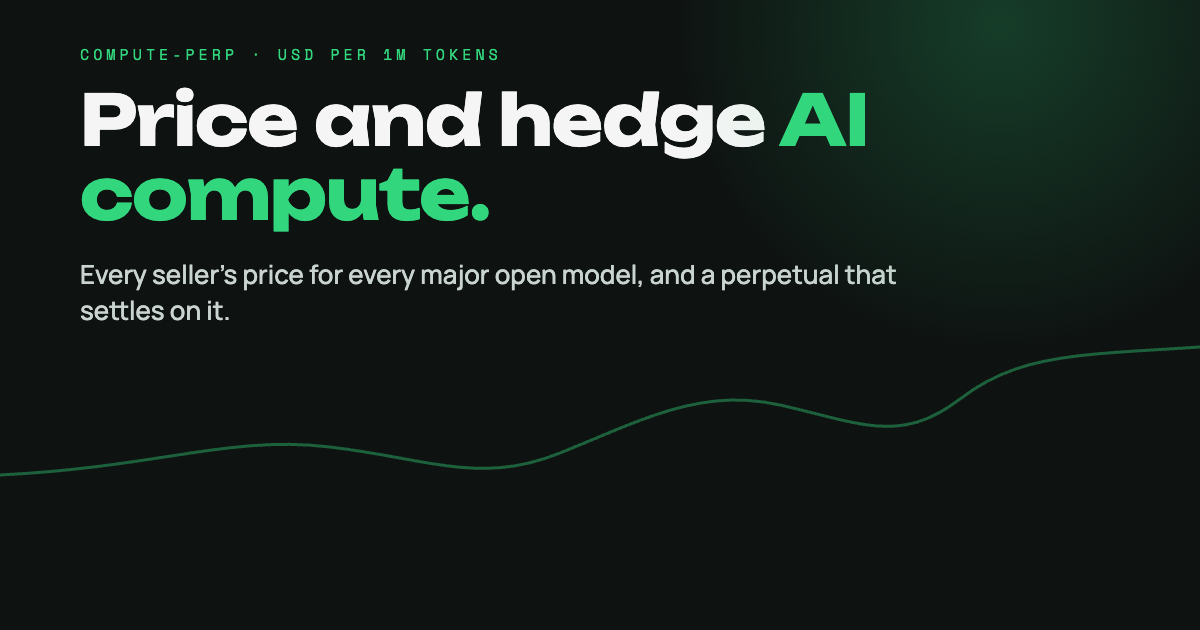 COMPUTE-PERP · USD PER 1M TOKENS
Price and hedge AI
compute.
Every seller's price for every major open model, and a perpetual that
settles on it.